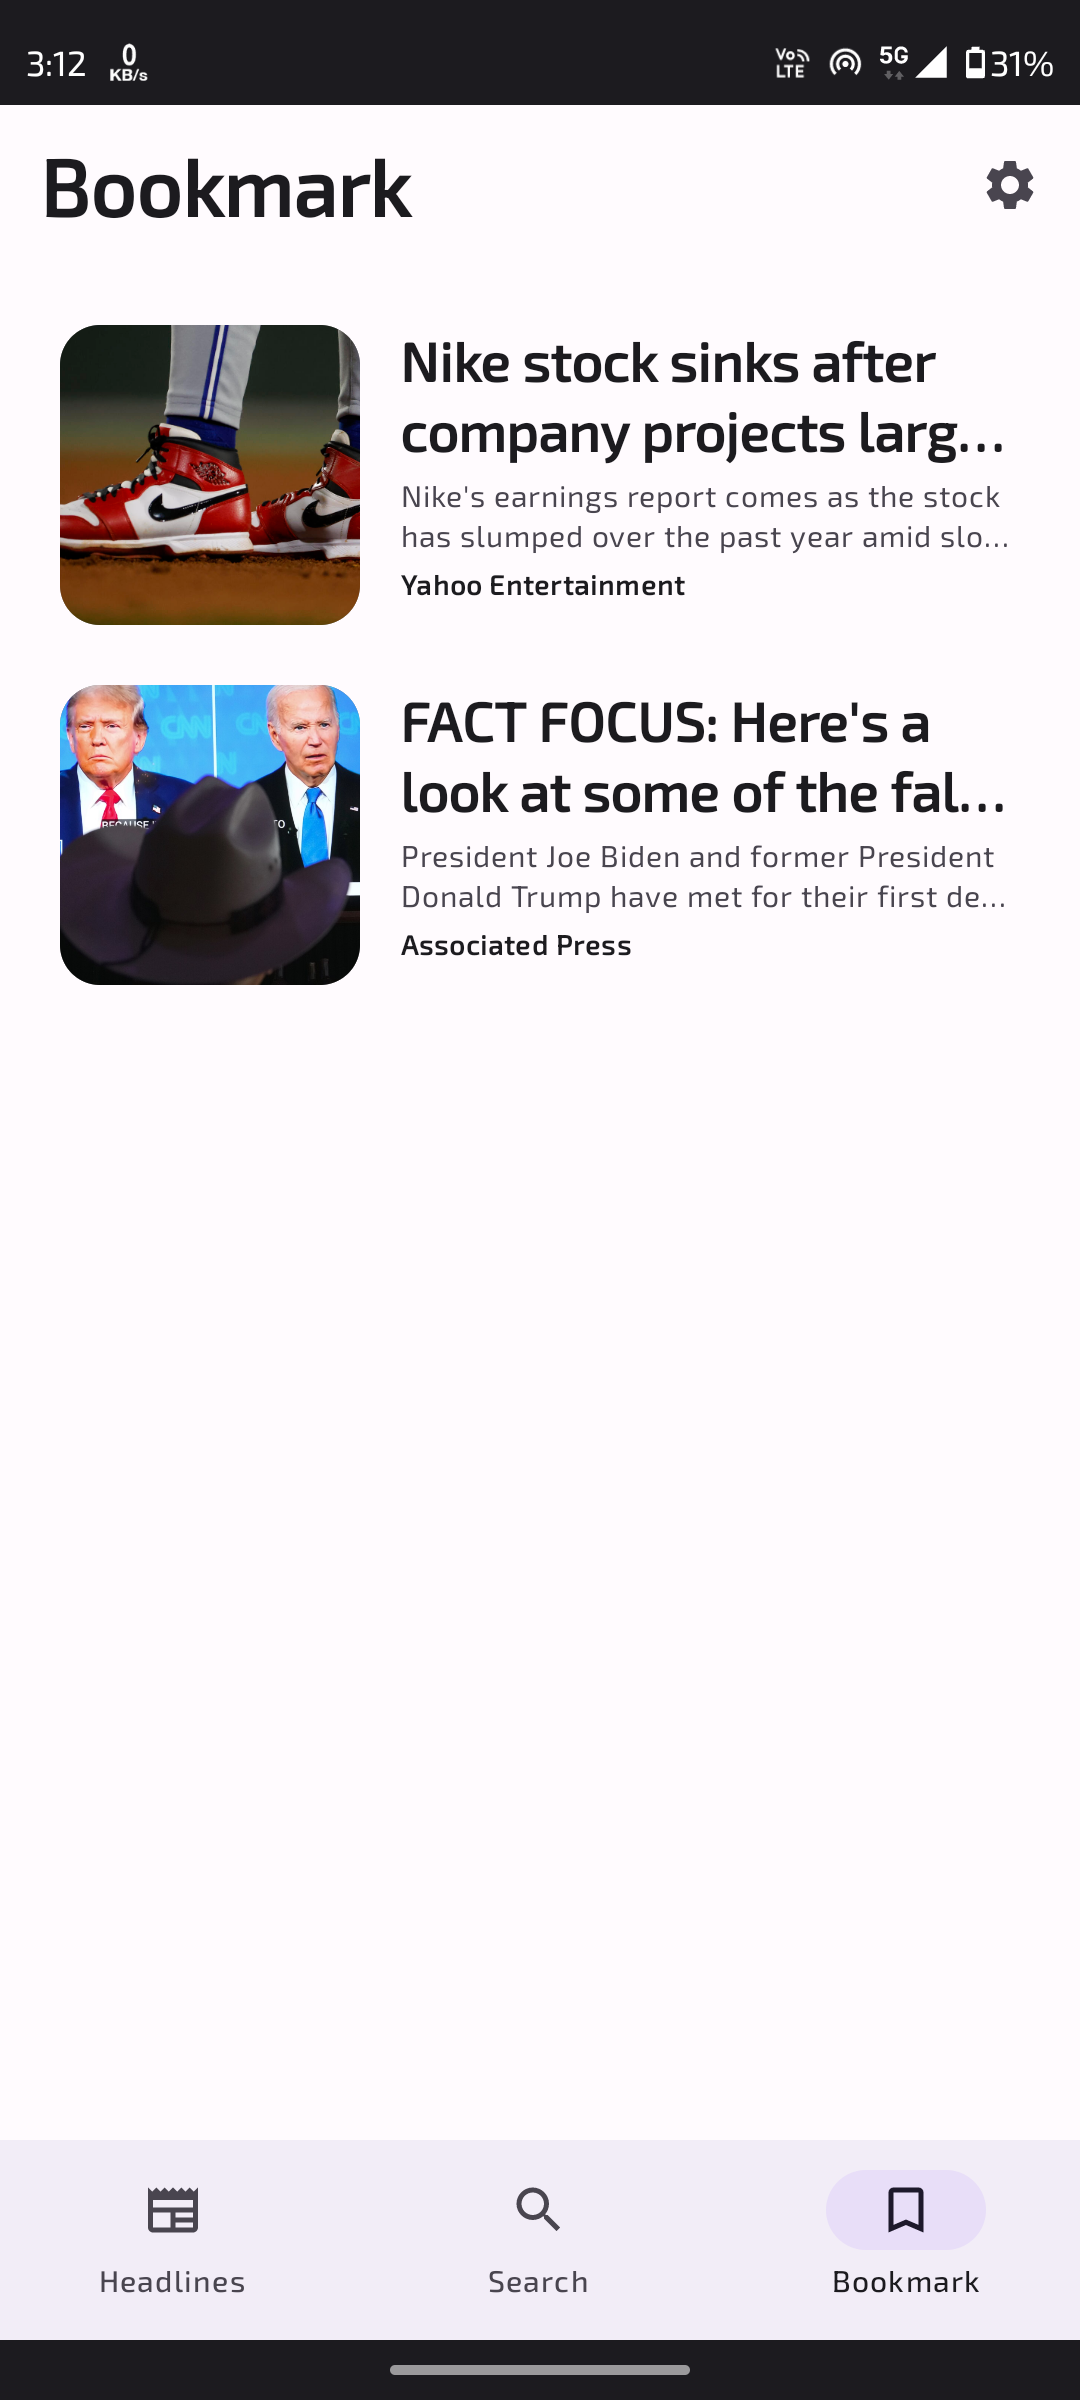 3:12
0
KB/s
Vo
LTE
5G
31%
Bookmark
Nike stock sinks after
company projects larg...
Nike's earnings report comes as the stock
has slumped over the past year amid slo...
Yahoo Entertainment
CNN
FACT FOCUS: Here's a
look at some of the fal...
President Joe Biden and former President
Donald Trump have met for their first de...
Associated Press
Headlines
Search
Bookmark